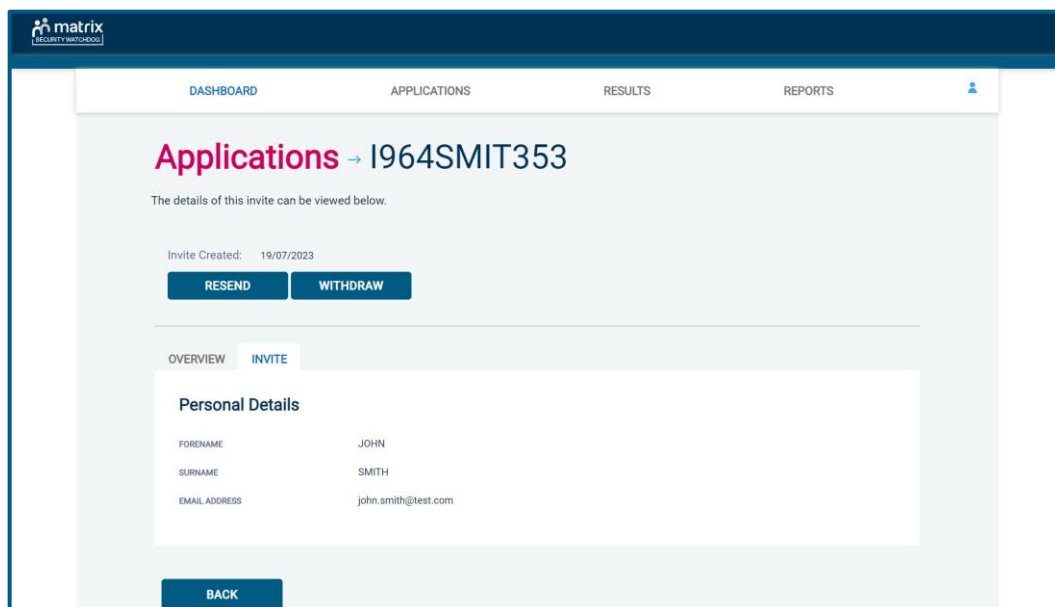 matrix
SECURITY WATCHDOG
DASHBOARD APPLICATIONS RESULTS REPORTS
Applications → I964SMIT353
The details of this invite can be viewed below.
Invite Created: 19/07/2023
RESEND WITHDRAW
OVERVIEW INVITE
Personal Details
FORENAME JOHN
SURNAME SMITH
EMAIL ADDRESS john.smith@test.com
BACK